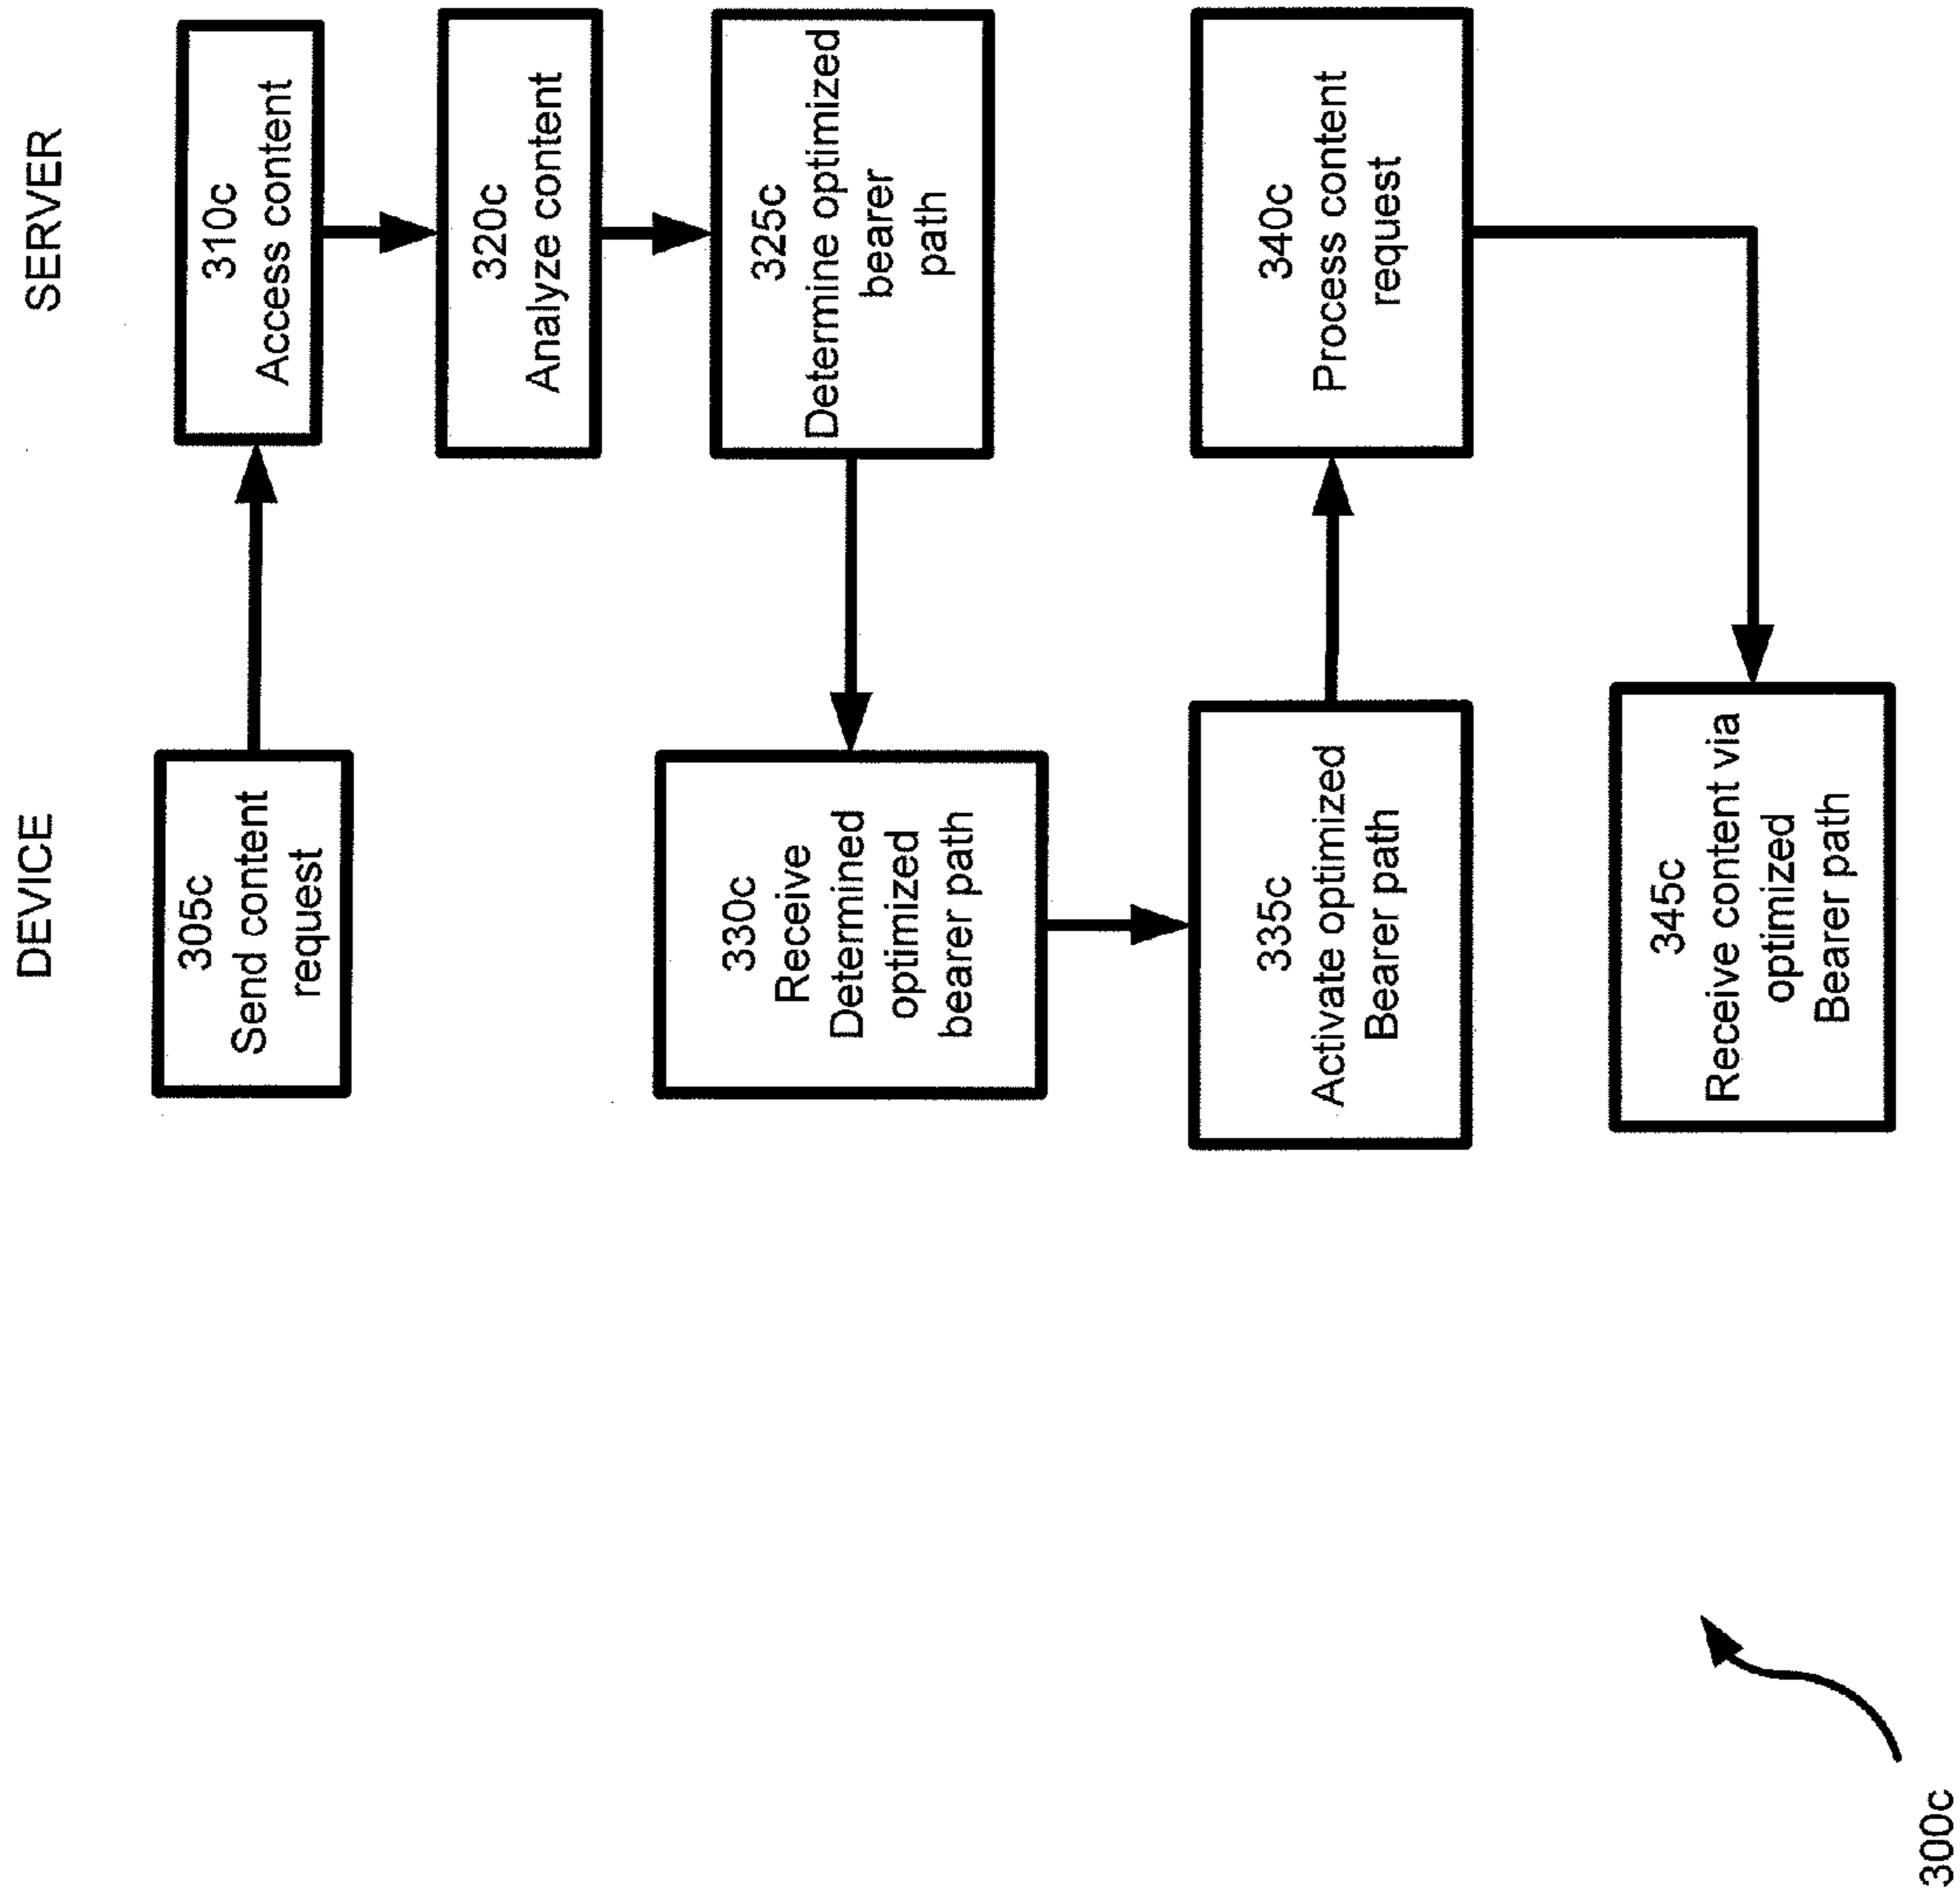 DEVICE
SERVER
305c
Send content
request
310c
Access content
320c
Analyze content
325c
Determine optimized
bearer
path
330c
Receive
Determined
optimized
bearer path
335c
Activate optimized
Bearer path
340c
Process content
request
345c
Receive content via
optimized
Bearer path
300c